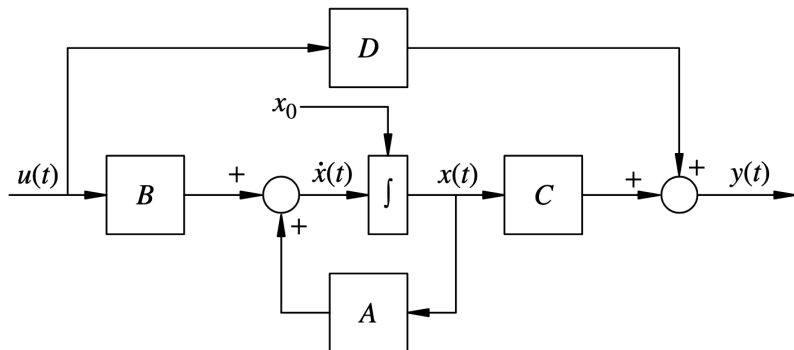 D
x₀
u(t)
B
+
ẋ(t)
∫
x(t)
C
+
+
y(t)
+
A